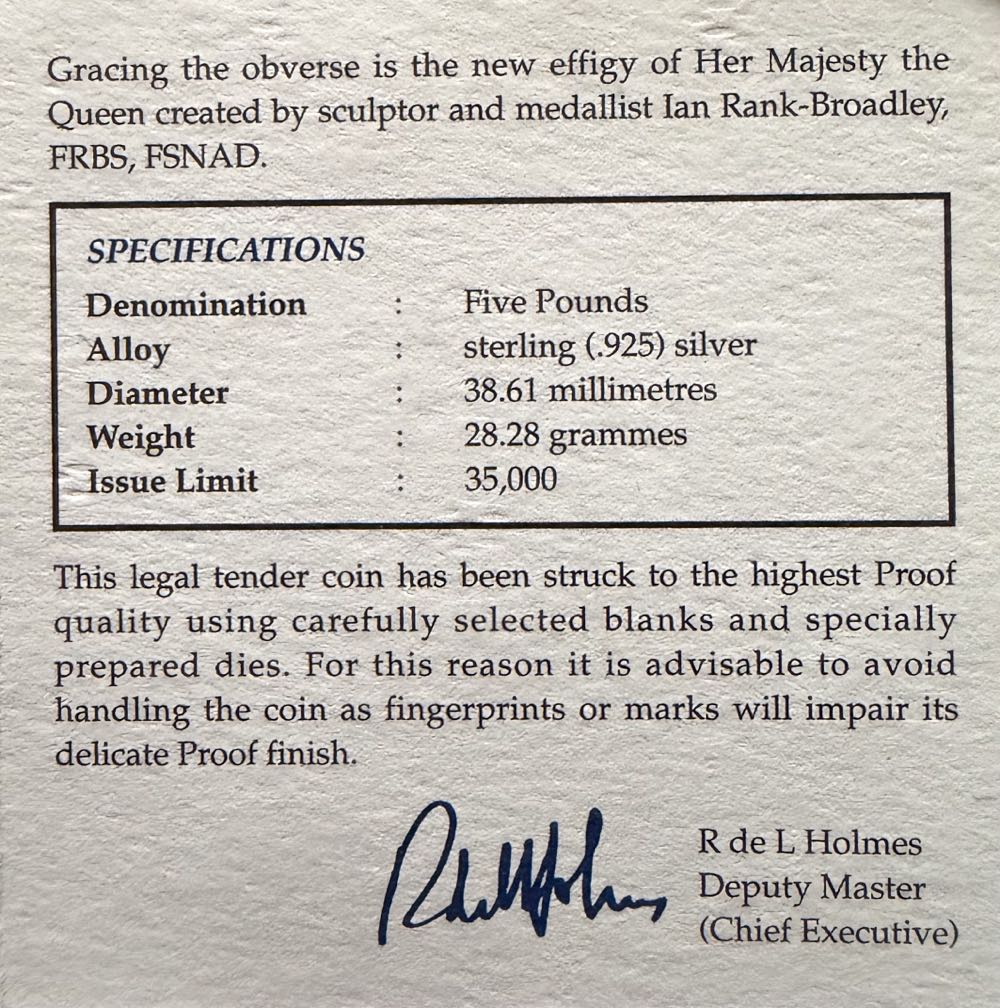 Gracing the obverse is the new effigy of Her Majesty the
Queen created by sculptor and medallist Ian Rank-Broadley,
FRBS, FSNAD.
SPECIFICATIONS
Denomination : Five Pounds
Alloy : sterling (.925) silver
Diameter : 38.61 millimetres
Weight : 28.28 grammes
Issue Limit : 35,000
This legal tender coin has been struck to the highest Proof
quality using carefully selected blanks and specially
prepared dies. For this reason it is advisable to avoid
handling the coin as fingerprints or marks will impair its
delicate Proof finish.
R de L Holmes
R de L Holmes
Deputy Master
(Chief Executive)